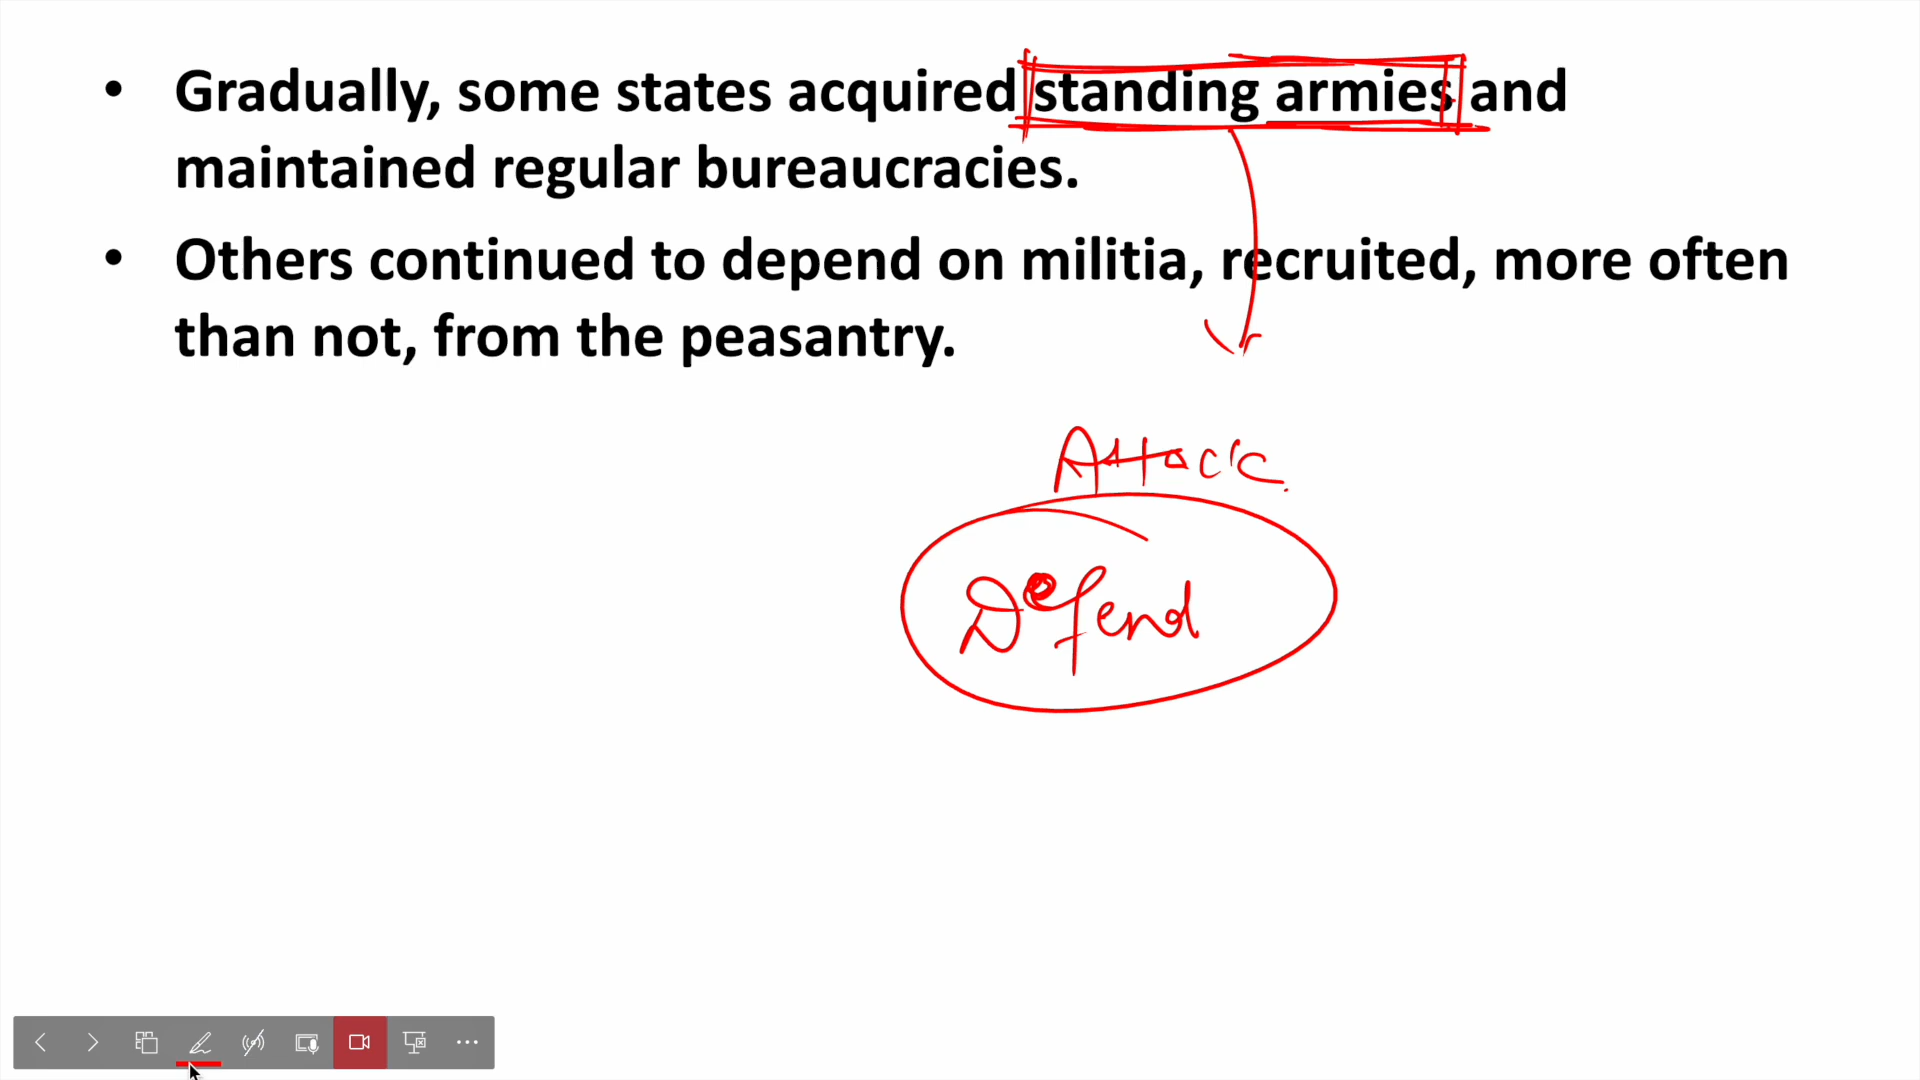 • Gradually, some states acquired standing armies and
maintained regular bureaucracies.
• Others continued to depend on militia, recruited, more often
than not, from the peasantry.
Attack
Defend